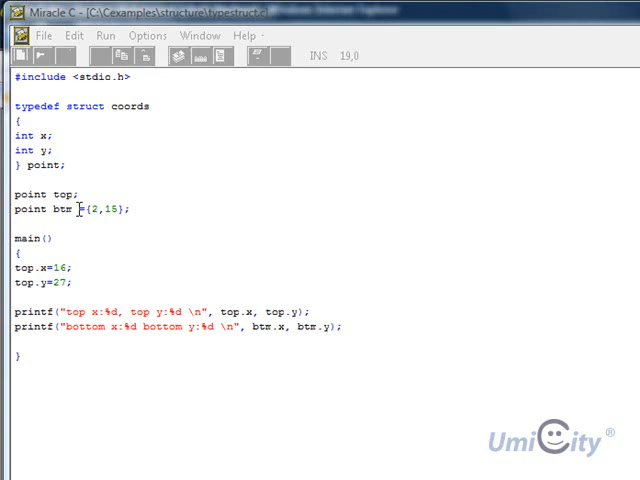 Miracle C - [C:\Cexamples\structure\typestruct.c]
File Edit Run Options Window Help
INS 19,0
#include <stdio.h>
typedef struct coords
{
int x;
int y;
} point;
point top;
point btm ={2,15};
main()
{
top.x=16;
top.y=27;
printf("top x:%d, top y:%d \n", top.x, top.y);
printf("bottom x:%d bottom y:%d \n", btm.x, btm.y);
}
UmiCity ®